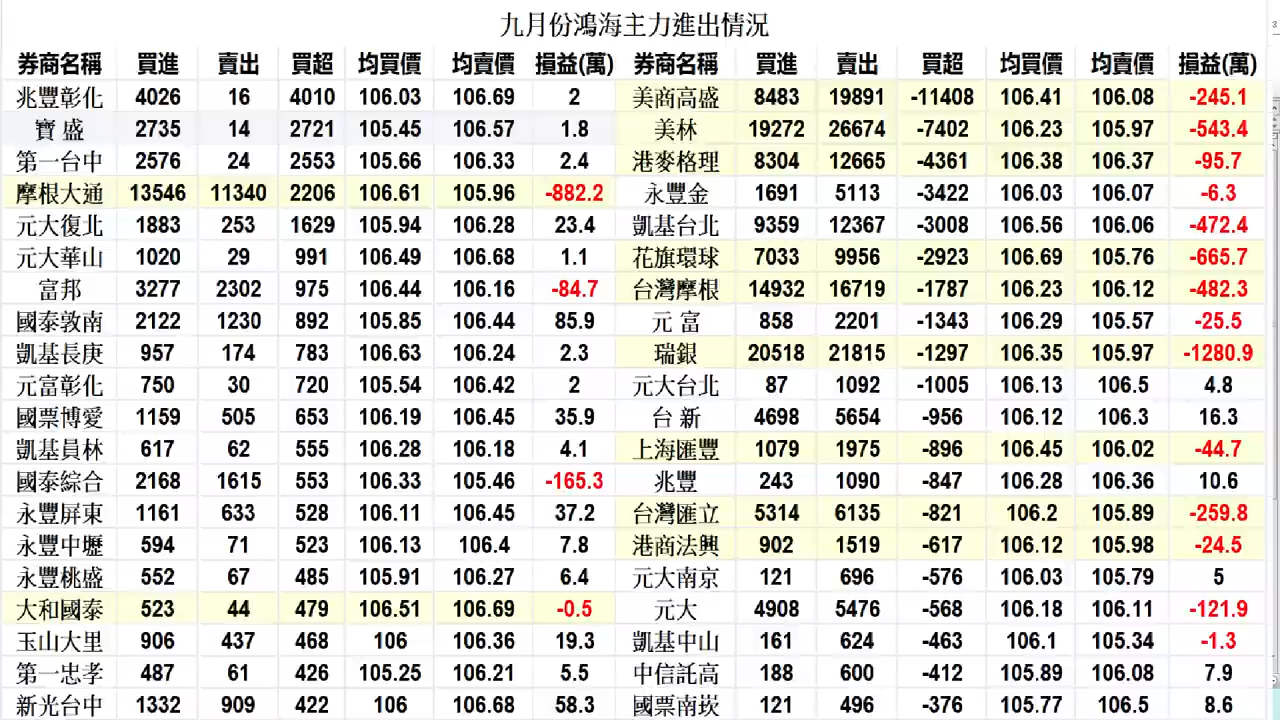 九月份鴻海主力進出情況
券商名稱 買進 賣出 買超 均買價 均賣價 損益(萬) 券商名稱 買進 賣出 買超 均買價 均賣價 損益(萬)
兆豐彰化 4026 16 4010 106.03 106.69 2 美商高盛 8483 19891 -11408 106.41 106.08 -245.1
寶 盛 2735 14 2721 105.45 106.57 1.8 美林 19272 26674 -7402 106.23 105.97 -543.4
第一台中 2576 24 2553 105.66 106.33 2.4 港麥格理 8304 12665 -4361 106.38 106.37 -95.7
摩根大通 13546 11340 2206 106.61 105.96 -882.2 永豐金 1691 5113 -3422 106.03 106.07 -6.3
元大復北 1883 253 1629 105.94 106.28 23.4 凱基台北 9359 12367 -3008 106.56 106.06 -472.4
元大華山 1020 29 991 106.49 106.68 1.1 花旗環球 7033 9956 -2923 106.69 105.76 -665.7
富邦 3277 2302 975 106.44 106.16 -84.7 台灣摩根 14932 16719 -1787 106.23 106.12 -482.3
國泰敦南 2122 1230 892 105.85 106.44 85.9 元 富 858 2201 -1343 106.29 105.57 -25.5
凱基長庚 957 174 783 106.63 106.24 2.3 瑞銀 20518 21815 -1297 106.35 105.97 -1280.9
元富彰化 750 30 720 105.54 106.42 2 元大台北 87 1092 -1005 106.13 106.5 4.8
國票博愛 1159 505 653 106.19 106.45 35.9 台 新 4698 5654 -956 106.12 106.3 16.3
凱基員林 617 62 555 106.28 106.18 4.1 上海匯豐 1079 1975 -896 106.45 106.02 -44.7
國泰綜合 2168 1615 553 106.33 105.46 -165.3 兆豐 243 1090 -847 106.28 106.36 10.6
永豐屏東 1161 633 528 106.11 106.45 37.2 台灣匯立 5314 6135 -821 106.2 105.89 -259.8
永豐中壢 594 71 523 106.13 106.4 7.8 港商法興 902 1519 -617 106.12 105.98 -24.5
永豐桃盛 552 67 485 105.91 106.27 6.4 元大南京 121 696 -576 106.03 105.79 5
大和國泰 523 44 479 106.51 106.69 -0.5 元大 4908 5476 -568 106.18 106.11 -121.9
玉山大里 906 437 468 106 106.36 19.3 凱基中山 161 624 -463 106.1 105.34 -1.3
第一忠孝 487 61 426 105.25 106.21 5.5 中信託高 188 600 -412 105.89 106.08 7.9
新光台中 1332 909 422 106 106.68 58.3 國票南崁 121 496 -376 105.77 106.5 8.6